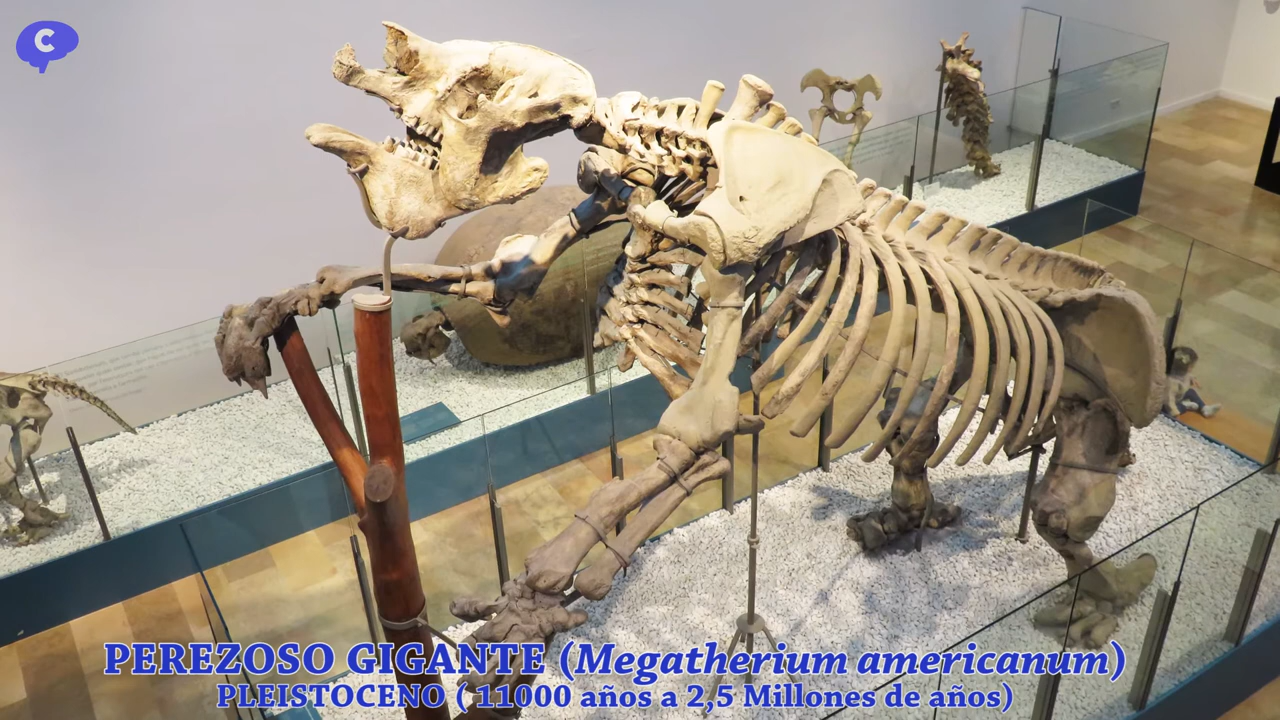 C
PEREZOSO GIGANTE (Megatherium americanum)
PLEISTOCENO ( 11000 años a 2,5 Millones de años)